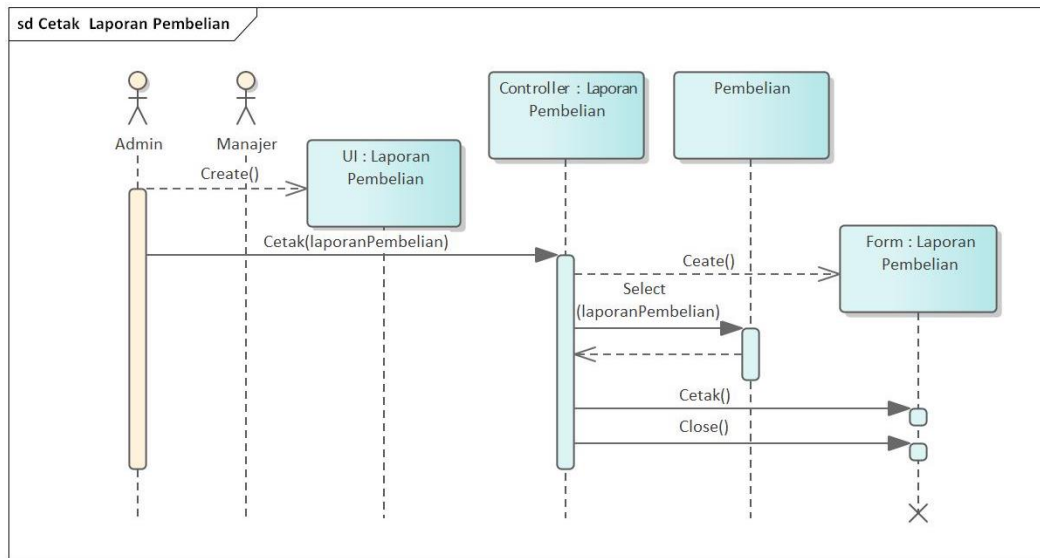 sd Cetak Laporan Pembelian
Admin
Manajer
UI : Laporan
Pembelian
Controller : Laporan
Pembelian
Pembelian
Create()
Cetak(laporanPembelian)
Ceate()
Form : Laporan
Pembelian
Select
(laporanPembelian)
Cetak()
Close()